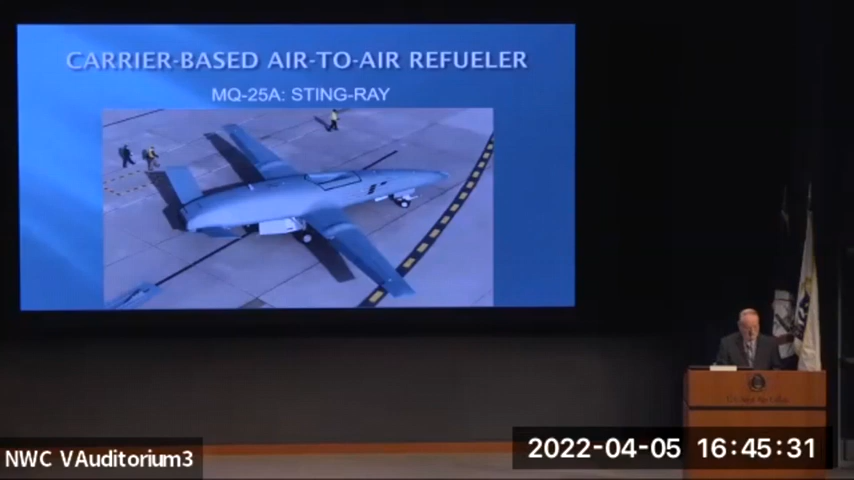 CARRIER-BASED AIR-TO-AIR REFUELER
MQ-25A: STING-RAY
NWC VAuditorium3
2022-04-05 16:45:31